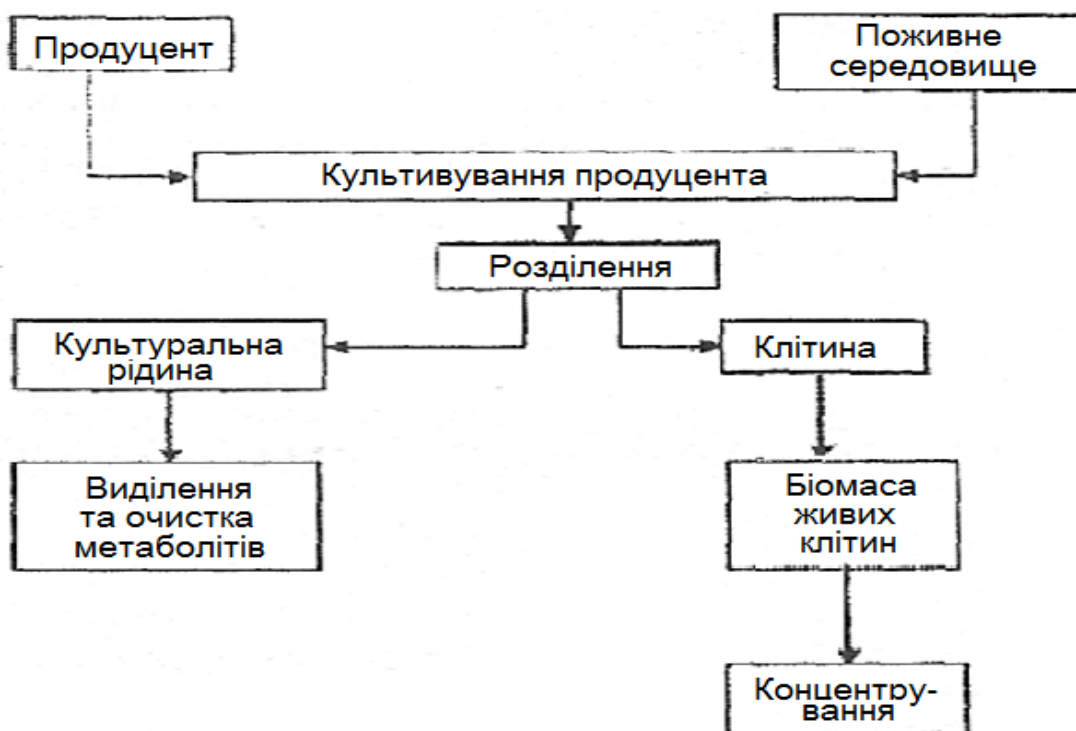 Продуцент
Поживне
середовище
Культивування продуцента
Розділення
Культуральна
рідина
Клітина
Виділення
та очистка
метаболітів
Біомаса
живих
клітин
Концентру-
вання